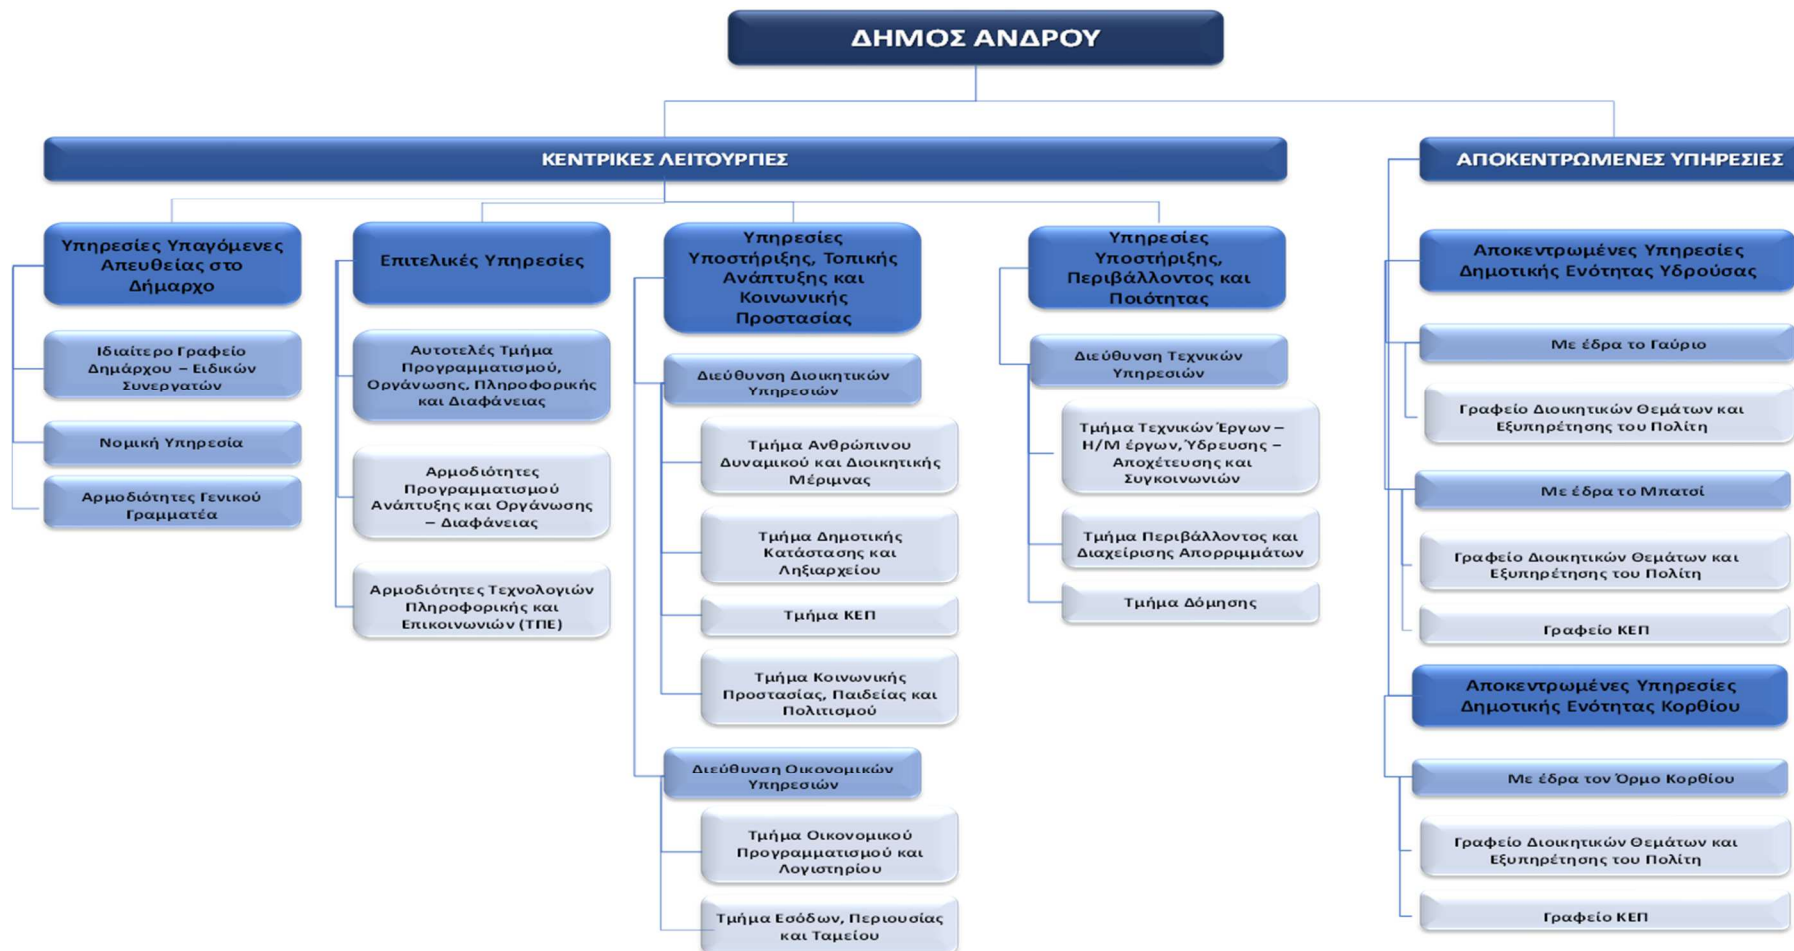 ΔΗΜΟΣ ΑΝΔΡΟΥ
ΚΕΝΤΡΙΚΕΣ ΛΕΙΤΟΥΡΓΙΕΣ
Υπηρεσίες Υπαγόμενες
Απευθείας στο
Δήμαρχο
Ιδιαίτερο Γραφείο
Δημάρχου – Ειδικών
Συνεργατών
Νομική Υπηρεσία
Αρμοδιότητες Γενικού
Γραμματέα
Επιτελικές Υπηρεσίες
Αυτοτελές Τμήμα
Προγραμματισμού,
Οργάνωσης, Πληροφορικής
και Διαφάνειας
Αρμοδιότητες
Προγραμματισμού
Ανάπτυξης και Οργάνωσης
– Διαφάνειας
Αρμοδιότητες Τεχνολογιών
Πληροφορικής και
Επικοινωνιών (ΤΠΕ)
Υπηρεσίες
Υποστήριξης, Τοπικής
Ανάπτυξης και
Κοινωνικής
Προστασίας
Διεύθυνση Διοικητικών
Υπηρεσιών
Τμήμα Ανθρώπινου
Δυναμικού και Διοικητικής
Μέριμνας
Τμήμα Δημοτικής
Κατάστασης και
Ληξιαρχείου
Τμήμα ΚΕΠ
Τμήμα Κοινωνικής
Προστασίας, Παιδείας και
Πολιτισμού
Διεύθυνση Οικονομικών
Υπηρεσιών
Τμήμα Οικονομικού
Προγραμματισμού και
Λογιστηρίου
Τμήμα Εσόδων, Περιουσίας
και Ταμείου
Υπηρεσίες
Υποστήριξης,
Περιβάλλοντος και
Ποιότητας
Διεύθυνση Τεχνικών
Υπηρεσιών
Τμήμα Τεχνικών Έργων –
Η/Μ έργων, Ύδρευσης –
Αποχέτευσης και
Συγκοινωνιών
Τμήμα Περιβάλλοντος και
Διαχείρισης Απορριμμάτων
Τμήμα Δόμησης
ΑΠΟΚΕΝΤΡΩΜΕΝΕΣ ΥΠΗΡΕΣΙΕΣ
Αποκεντρωμένες Υπηρεσίες
Δημοτικής Ενότητας Υδρούσας
Με έδρα το Γαύριο
Γραφείο Διοικητικών Θεμάτων και
Εξυπηρέτησης του Πολίτη
Με έδρα το Μπατσί
Γραφείο Διοικητικών Θεμάτων και
Εξυπηρέτησης του Πολίτη
Γραφείο ΚΕΠ
Αποκεντρωμένες Υπηρεσίες
Δημοτικής Ενότητας Κορθίου
Με έδρα τον Όρμο Κορθίου
Γραφείο Διοικητικών Θεμάτων και
Εξυπηρέτησης του Πολίτη
Γραφείο ΚΕΠ